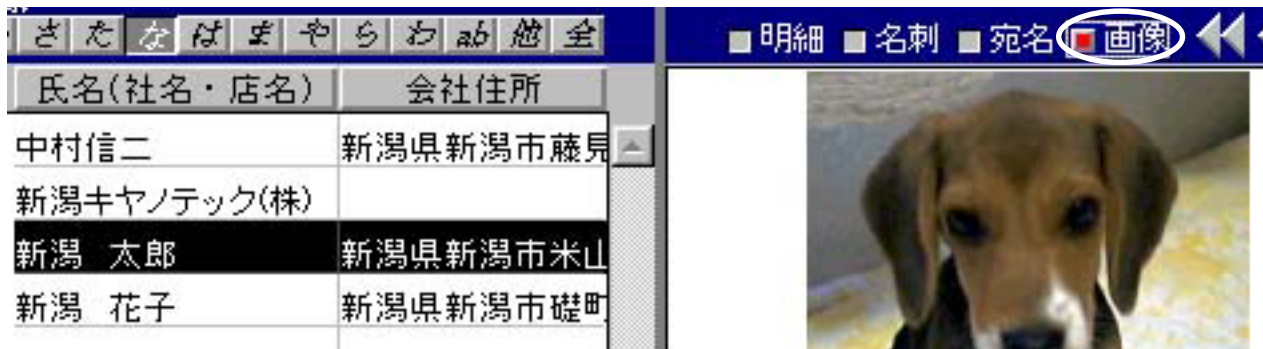 さ た な は ま や ら わ ab 他 全
■明細 ■名刺 ■宛名 ■画像
氏名(社名・店名) 会社住所
中村信二 新潟県新潟市藤見
新潟キヤノテック(株)
新潟 太郎 新潟県新潟市米山
新潟 花子 新潟県新潟市礎町